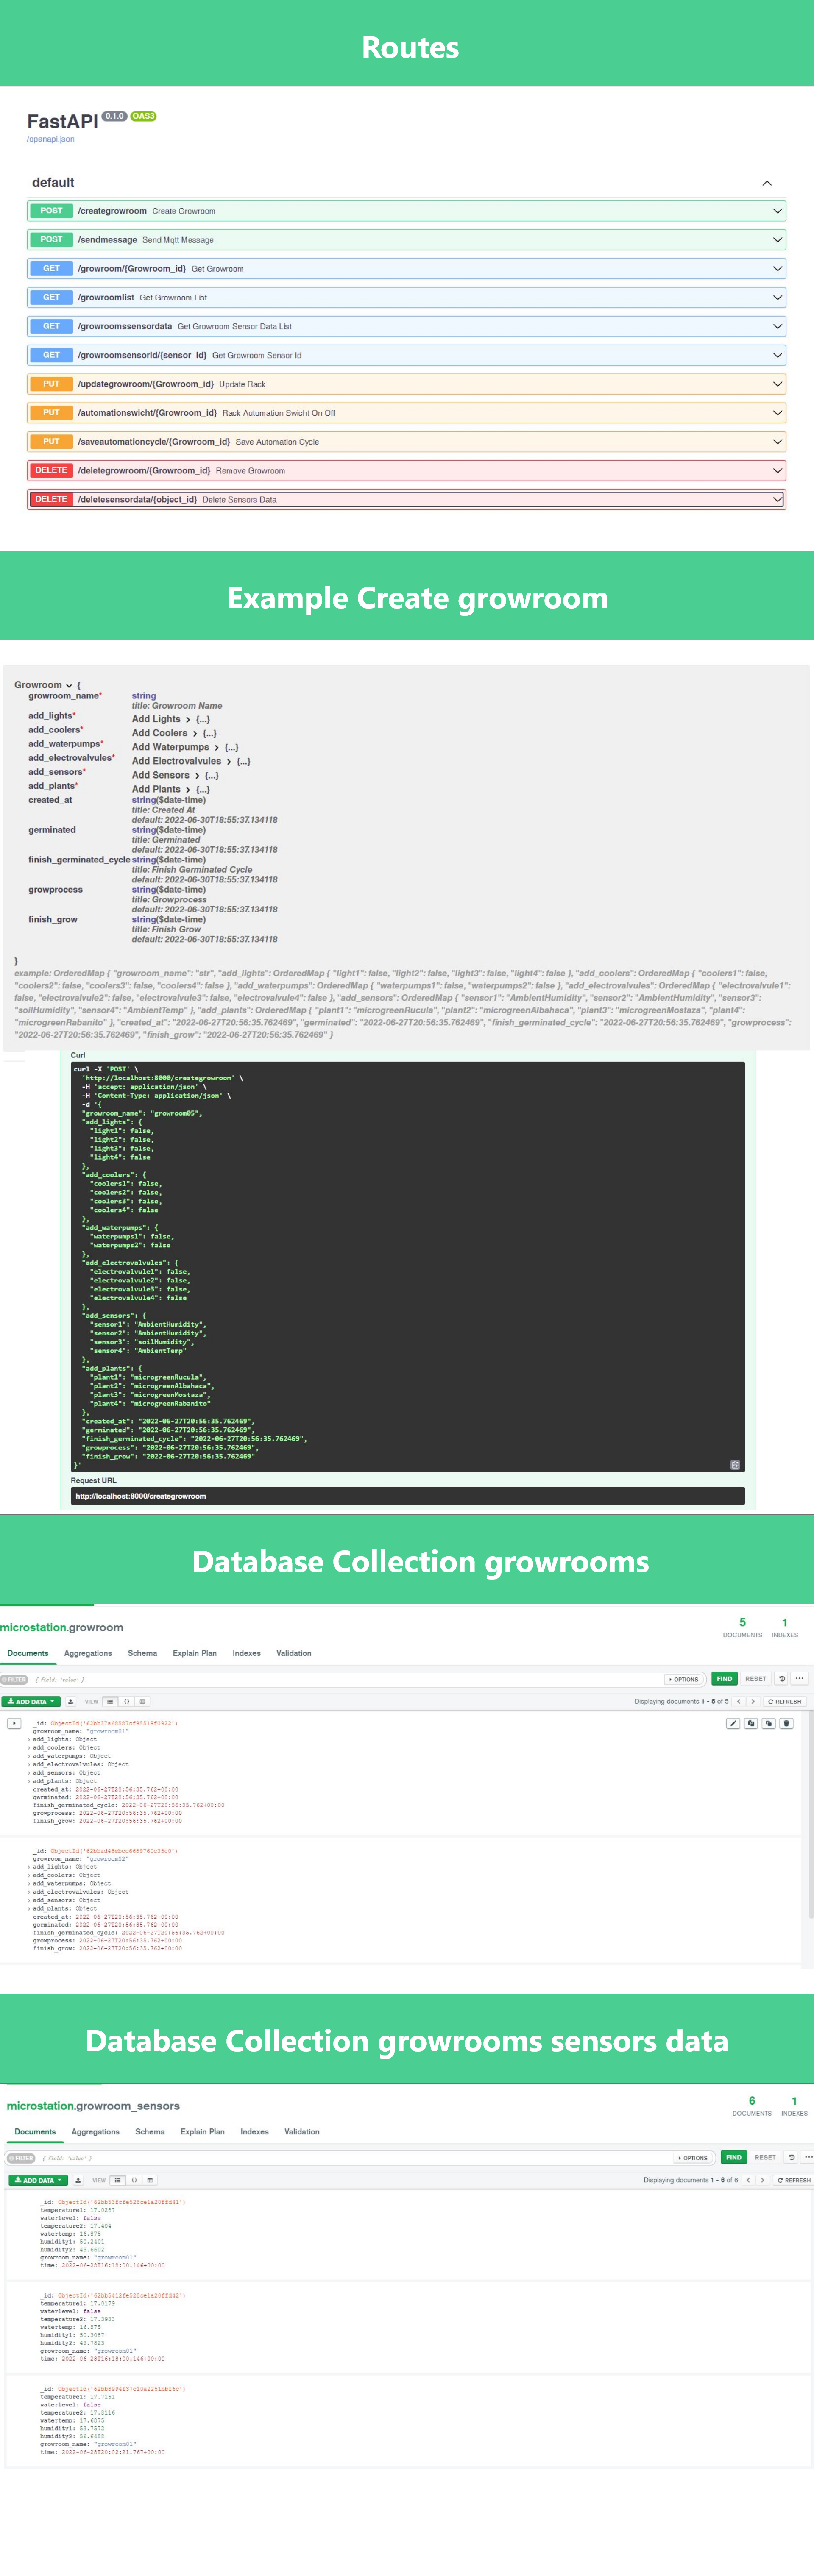 Routes
FastAPI 0.1.0 OAS3
/openapi.json
default
POST /creategrowroom Create Growroom
POST /sendmessage Send Mqtt Message
GET /growroom/{Growroom_id} Get Growroom
GET /growroomlist Get Growroom List
GET /growroomssensordata Get Growroom Sensor Data List
GET /growroomsensorid/{sensor_id} Get Growroom Sensor Id
PUT /updategrowroom/{Growroom_id} Update Rack
PUT /automationswicht/{Growroom_id} Rack Automation Swicht On Off
PUT /saveautomationcycle/{Growroom_id} Save Automation Cycle
DELETE /deletegrowroom/{Growroom_id} Remove Growroom
DELETE /deletesensordata/{object_id} Delete Sensors Data
Example Create growroom
Growroom {
growroom_name* string
title: Growroom Name
add_lights* Add Lights > {...}
add_coolers* Add Coolers > {...}
add_waterpumps* Add Waterpumps > {...}
add_electrovalvules* Add Electrovalvules > {...}
add_sensors* Add Sensors > {...}
add_plants* Add Plants > {...}
created_at string($date-time)
title: Created At
default: 2022-06-30T18:55:37.134118
germinated string($date-time)
title: Germinated
default: 2022-06-30T18:55:37.134118
finish_germinated_cycle string($date-time)
title: Finish Germinated Cycle
default: 2022-06-30T18:55:37.134118
growprocess string($date-time)
title: Growprocess
default: 2022-06-30T18:55:37.134118
finish_grow string($date-time)
title: Finish Grow
default: 2022-06-30T18:55:37.134118
}
example: OrderedMap { "growroom_name": "str", "add_lights": OrderedMap { "light1": false, "light2": false, "light3": false, "light4": false }, "add_coolers": OrderedMap { "coolers1": false,
"coolers2": false, "coolers3": false, "coolers4": false }, "add_waterpumps": OrderedMap { "waterpumps1": false, "waterpumps2": false }, "add_electrovalvules": OrderedMap { "electrovalvule1":
false, "electrovalvule2": false, "electrovalvule3": false, "electrovalvule4": false }, "add_sensors": OrderedMap { "sensor1": "AmbientHumidity", "sensor2": "AmbientHumidity", "sensor3":
"soilHumidity", "sensor4": "AmbientTemp" }, "add_plants": OrderedMap { "plant1": "microgreenRucula", "plant2": "microgreenAlbahaca", "plant3": "microgreenMostaza", "plant4":
"microgreenRabanito" }, "created_at": "2022-06-27T20:56:35.762469", "germinated": "2022-06-27T20:56:35.762469", "finish_germinated_cycle": "2022-06-27T20:56:35.762469", "growprocess":
"2022-06-27T20:56:35.762469", "finish_grow": "2022-06-27T20:56:35.762469" }
Curl
curl -X 'POST' \
'http://localhost:8000/creategrowroom' \
-H 'accept: application/json' \
-H 'Content-Type: application/json' \
-d '{
"growroom_name": "growroom05",
"add_lights": {
"light1": false,
"light2": false,
"light3": false,
"light4": false
},
"add_coolers": {
"coolers1": false,
"coolers2": false,
"coolers3": false,
"coolers4": false
},
"add_waterpumps": {
"waterpumps1": false,
"waterpumps2": false
},
"add_electrovalvules": {
"electrovalvule1": false,
"electrovalvule2": false,
"electrovalvule3": false,
"electrovalvule4": false
},
"add_sensors": {
"sensor1": "AmbientHumidity",
"sensor2": "AmbientHumidity",
"sensor3": "soilHumidity",
"sensor4": "AmbientTemp"
},
"add_plants": {
"plant1": "microgreenRucula",
"plant2": "microgreenAlbahaca",
"plant3": "microgreenMostaza",
"plant4": "microgreenRabanito"
},
"created_at": "2022-06-27T20:56:35.762469",
"germinated": "2022-06-27T20:56:35.762469",
"finish_germinated_cycle": "2022-06-27T20:56:35.762469",
"growprocess": "2022-06-27T20:56:35.762469",
"finish_grow": "2022-06-27T20:56:35.762469"
}'
Request URL
http://localhost:8000/creategrowroom
Database Collection growrooms
microstation.growroom
5 DOCUMENTS 1 INDEXES
Documents Aggregations Schema Explain Plan Indexes Validation
FILTER { field: 'value' } OPTIONS FIND RESET
ADD DATA VIEW Displaying documents 1 - 5 of 5 REFRESH
_id:
growroom_name: "growroom01"
add_lights: Object
add_coolers: Object
add_waterpumps: Object
add_electrovalvules: Object
add_sensors: Object
add_plants: Object
created_at: 2022-06-27T20:56:35.762+00:00
germinated: 2022-06-27T20:56:35.762+00:00
finish_germinated_cycle: 2022-06-27T20:56:35.762+00:00
growprocess: 2022-06-27T20:56:35.762+00:00
finish_grow: 2022-06-27T20:56:35.762+00:00
_id:
growroom_name: "growroom02"
add_lights: Object
add_coolers: Object
add_waterpumps: Object
add_electrovalvules: Object
add_sensors: Object
add_plants: Object
created_at: 2022-06-27T20:56:35.762+00:00
germinated: 2022-06-27T20:56:35.762+00:00
finish_germinated_cycle: 2022-06-27T20:56:35.762+00:00
growprocess: 2022-06-27T20:56:35.762+00:00
finish_grow: 2022-06-27T20:56:35.762+00:00
Database Collection growrooms sensors data
microstation.growroom_sensors
6 DOCUMENTS 1 INDEXES
Documents Aggregations Schema Explain Plan Indexes Validation
FILTER { field: 'value' } OPTIONS FIND RESET
ADD DATA VIEW Displaying documents 1 - 6 of 6 REFRESH
_id:
temperature1: 17.0287
waterlevel: false
temperature2: 17.404
watertemp: 16.875
humidity1: 50.2401
humidity2: 49.6602
growroom_name: "growroom01"
time: 2022-06-28T16:18:00.146+00:00
_id:
temperature1: 17.0179
waterlevel: false
temperature2: 17.3933
watertemp: 16.875
humidity1: 50.3087
humidity2: 49.7823
growroom_name: "growroom01"
time: 2022-06-28T16:18:00.146+00:00
_id:
temperature1: 17.7181
waterlevel: false
temperature2: 17.8116
watertemp: 17.6875
humidity1: 53.7572
humidity2: 56.6488
growroom_name: "growroom01"
time: 2022-06-28T20:02:21.767+00:00